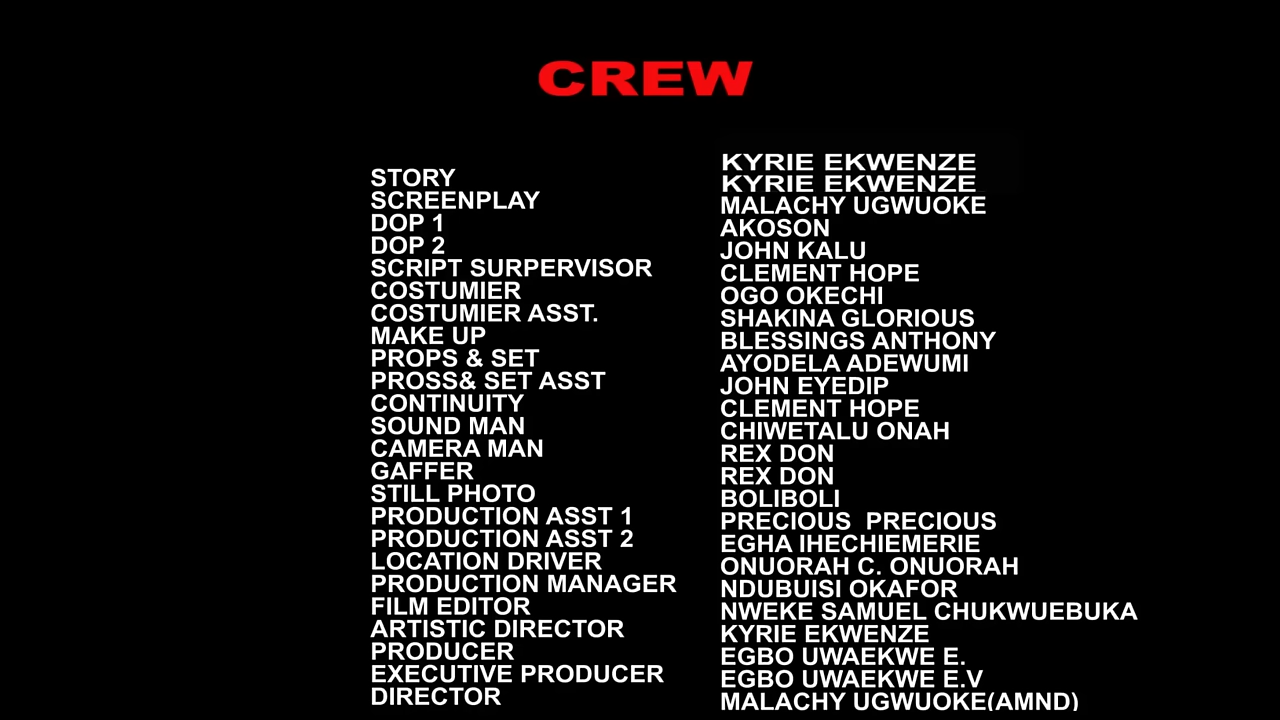 CREW
STORY
SCREENPLAY
DOP 1
DOP 2
SCRIPT SURPERVISOR
COSTUMIER
COSTUMIER ASST.
MAKE UP
PROPS & SET
PROSS& SET ASST
CONTINUITY
SOUND MAN
CAMERA MAN
GAFFER
STILL PHOTO
PRODUCTION ASST 1
PRODUCTION ASST 2
LOCATION DRIVER
PRODUCTION MANAGER
FILM EDITOR
ARTISTIC DIRECTOR
PRODUCER
EXECUTIVE PRODUCER
DIRECTOR
KYRIE EKWENZE
KYRIE EKWENZE
MALACHY UGWUOKE
AKOSON
JOHN KALU
CLEMENT HOPE
OGO OKECHI
SHAKINA GLORIOUS
BLESSINGS ANTHONY
AYODELA ADEWUMI
JOHN EYEDIP
CLEMENT HOPE
CHIWETALU ONAH
REX DON
REX DON
BOLIBOLI
PRECIOUS  PRECIOUS
EGHA IHECHIEMERIE
ONUORAH C. ONUORAH
NDUBUISI OKAFOR
NWEKE SAMUEL CHUKWUEBUKA
KYRIE EKWENZE
EGBO UWAEKWE E.
EGBO UWAEKWE E.V
MALACHY UGWUOKE(AMND)